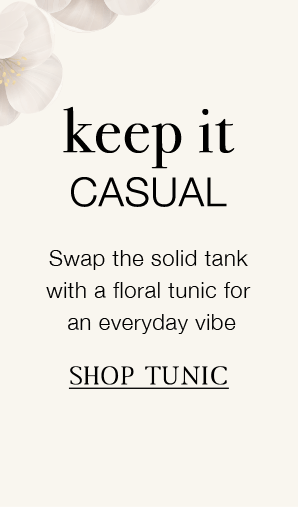 keep it
CASUAL
Swap the solid tank
with a floral tunic for
an everyday vibe
SHOP TUNIC